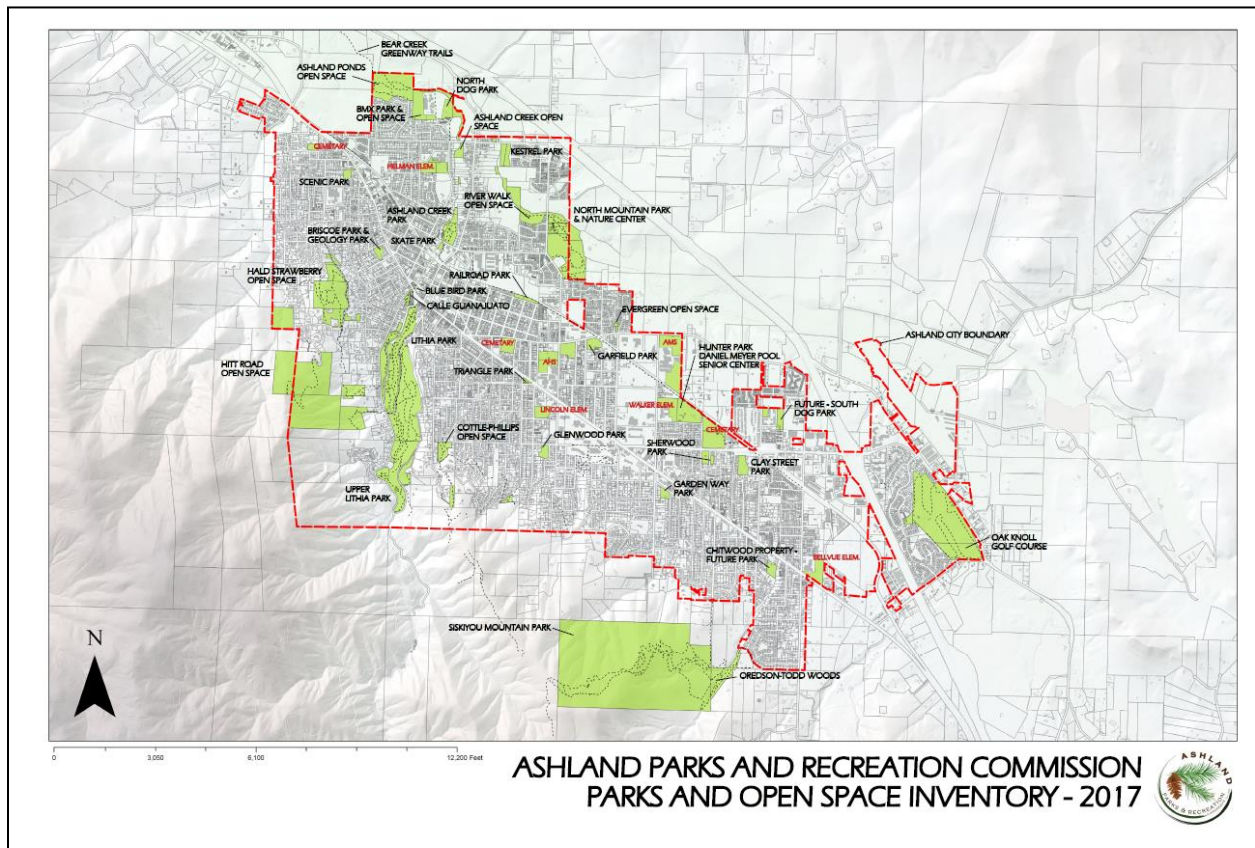 BEAR CREEK
GREENWAY TRAILS
ASHLAND PONDS
OPEN SPACE
NORTH
DOG PARK
BMX PARK &
OPEN SPACE
ASHLAND CREEK OPEN
SPACE
CEMETARY
HELMAN ELEM.
KESTREL PARK
SCENIC PARK
RIVER WALK
OPEN SPACE
ASHLAND CREEK
PARK
NORTH MOUNTAIN PARK
& NATURE CENTER
BRISCOE PARK &
GEOLOGY PARK
SKATE PARK
HALD STRAWBERRY
OPEN SPACE
RAILROAD PARK
BLUE BIRD PARK
CALLE GUANAJUATO
EVERGREEN OPEN SPACE
ASHLAND CITY BOUNDARY
LITHIA PARK
CEMETARY
AMS
HUNTER PARK
DANIEL MEYER POOL
SENIOR CENTER
GARFIELD PARK
HITT ROAD
OPEN SPACE
AHS
TRIANGLE PARK
LINCOLN ELEM.
WALKER ELEM.
FUTURE - SOUTH
DOG PARK
CEMETARY
COTTLE-PHILLIPS
OPEN SPACE
GLENWOOD PARK
SHERWOOD
PARK
CLAY STREET
PARK
UPPER
LITHIA PARK
GARDEN WAY
PARK
OAK KNOLL
GOLF COURSE
CHITWOOD PROPERTY -
FUTURE PARK
BELLVUE ELEM.
SISKIYOU MOUNTAIN PARK
OREDSON-TODD WOODS
N
0 3,050 6,100 12,200 Feet
ASHLAND PARKS AND RECREATION COMMISSION
PARKS AND OPEN SPACE INVENTORY - 2017
ASHLAND
PARKS & RECREATION